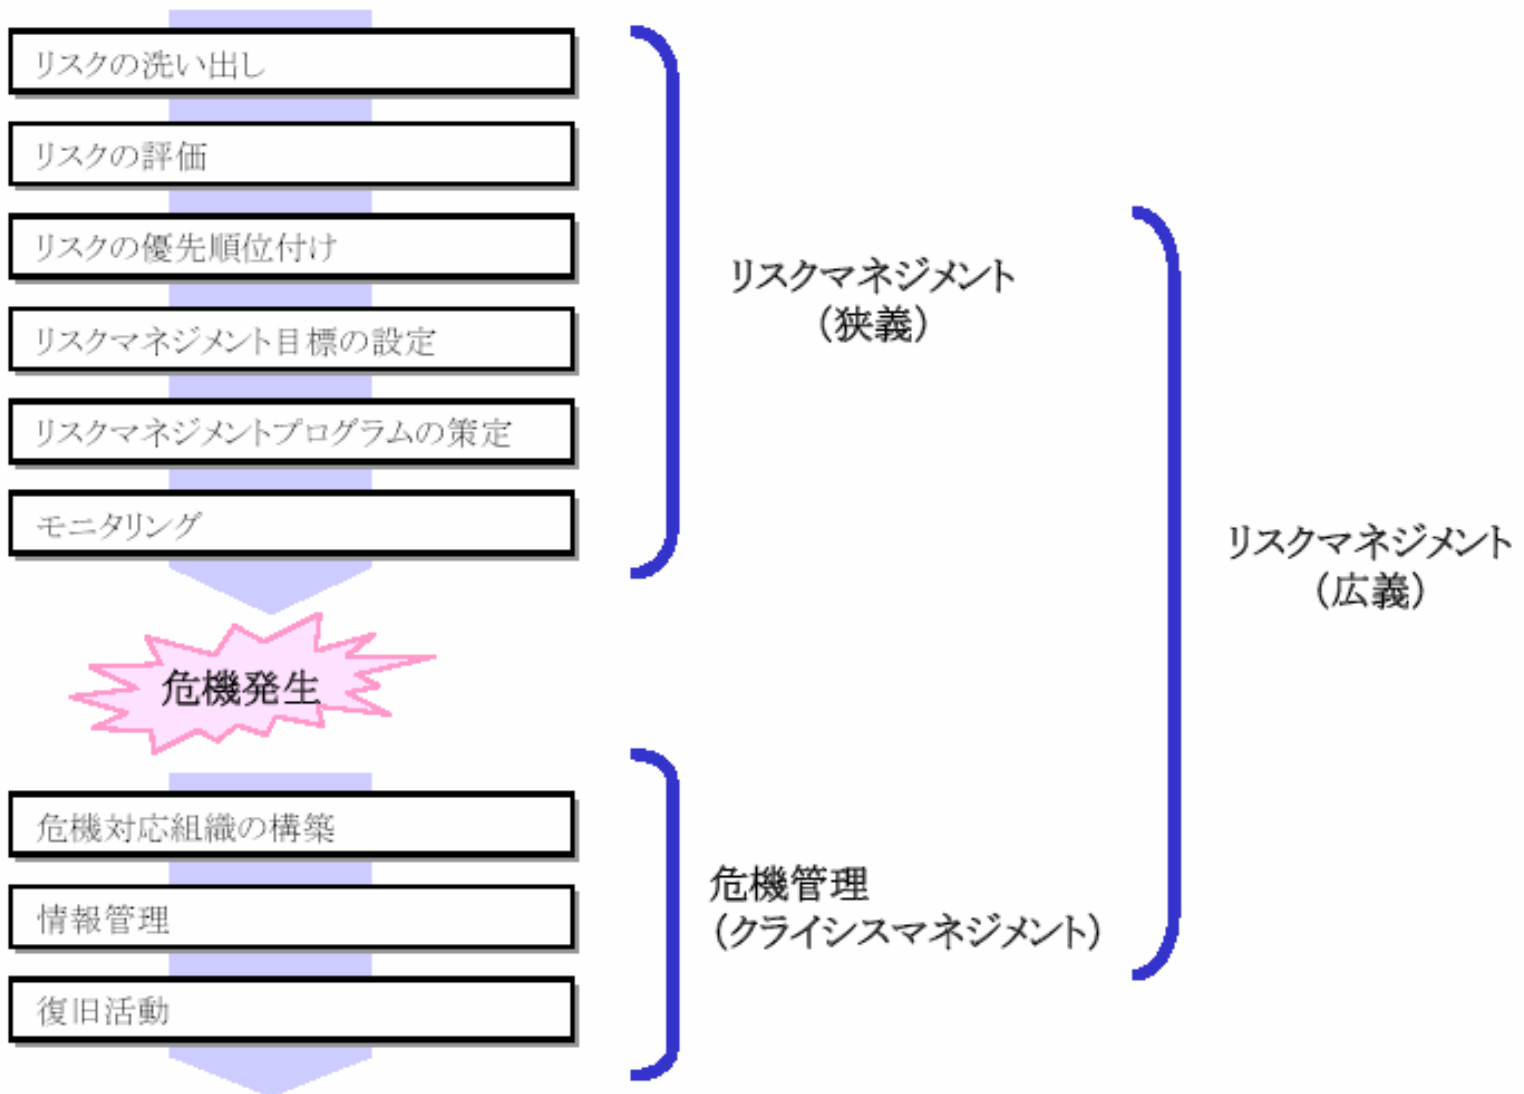 リスクの洗い出し
リスクの評価
リスクの優先順位付け
リスクマネジメント目標の設定
リスクマネジメントプログラムの策定
モニタリング
リスクマネジメント
（狭義）
危機発生
危機対応組織の構築
情報管理
復旧活動
危機管理
（クライシスマネジメント）
リスクマネジメント
（広義）